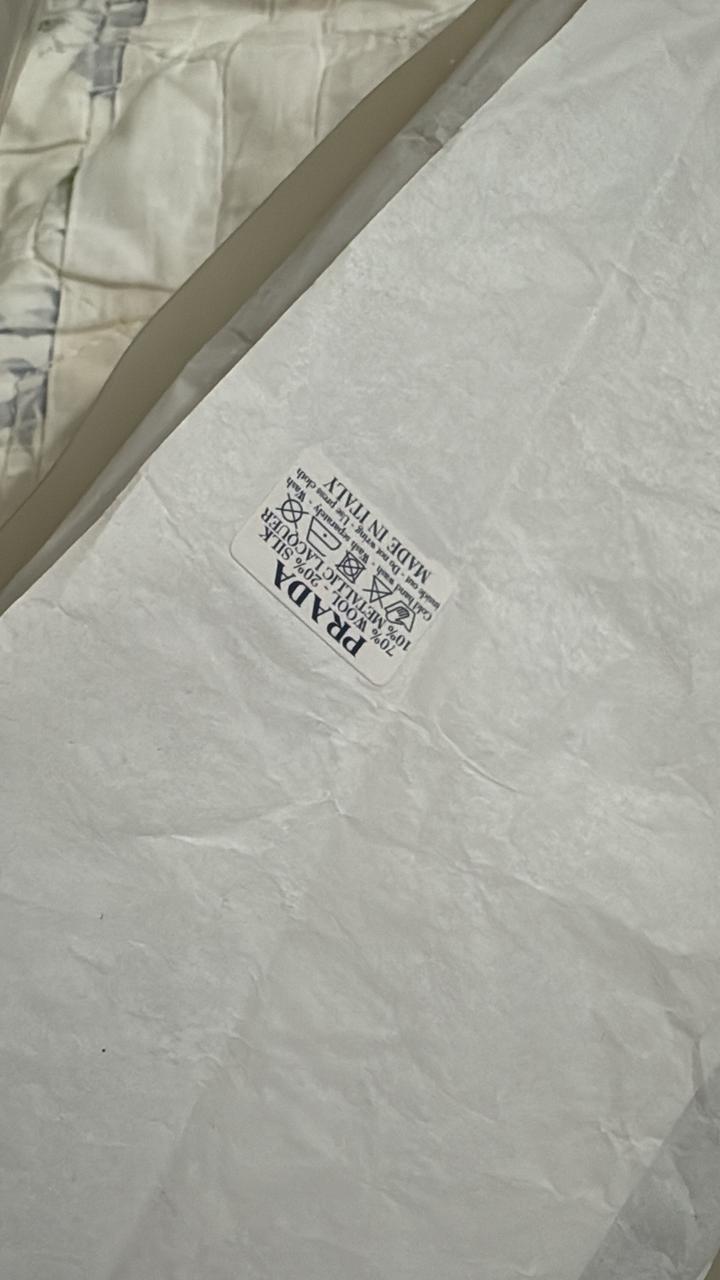 PRADA
70% WOOL - 20% SILK
10% METALLIC LACQUER
Cold hand wash - Wash separately - Wash
inside out - Do not wring - Use press cloth
MADE IN ITALY